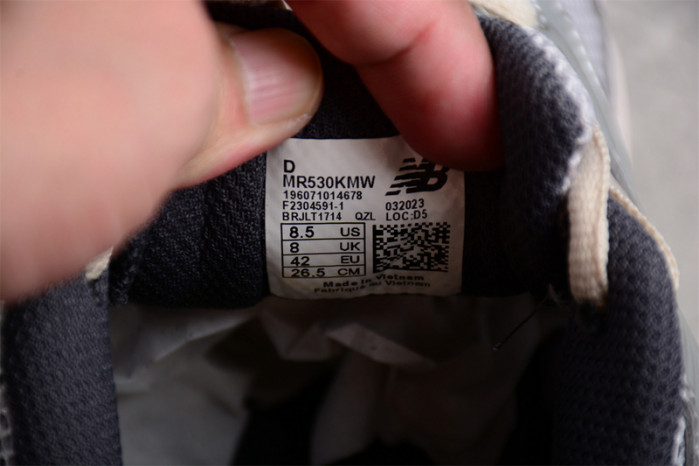 D
MR530KMW NB
196071014678
F2304591-1 032023
BRJLT1714 QZL LOC:D5
8.5 US
8 UK
42 EU
26.5 CM
Made in Vietnam
Fabriqué au Vietnam